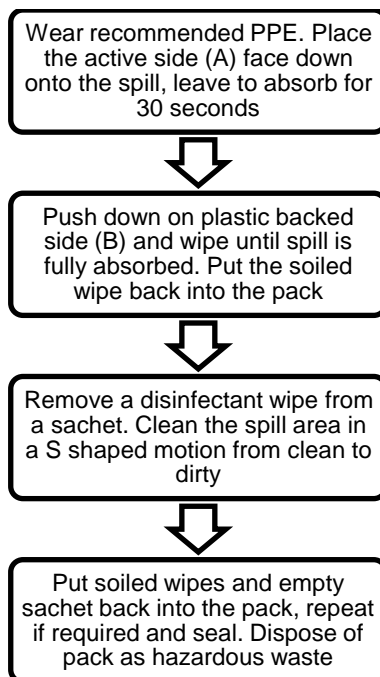 Wear recommended PPE. Place
the active side (A) face down
onto the spill, leave to absorb for
30 seconds
Push down on plastic backed
side (B) and wipe until spill is
fully absorbed. Put the soiled
wipe back into the pack
Remove a disinfectant wipe from
a sachet. Clean the spill area in
a S shaped motion from clean to
dirty
Put soiled wipes and empty
sachet back into the pack, repeat
if required and seal. Dispose of
pack as hazardous waste